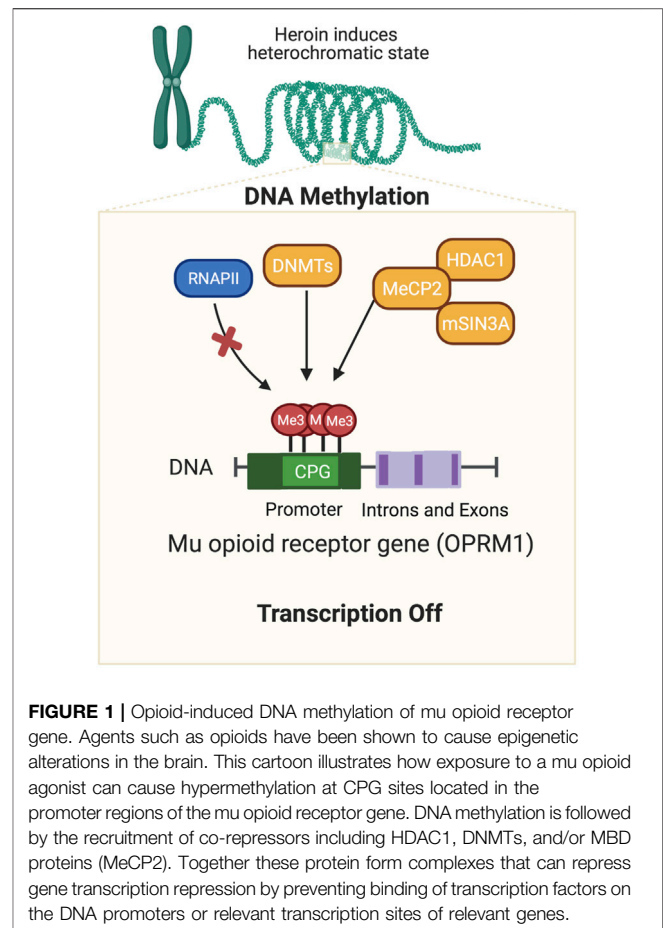 Heroin induces
heterochromatic state
DNA Methylation
RNAPII
DNMTs
HDAC1
MeCP2
mSIN3A
Me3 M Me3
DNA
CPG
Promoter Introns and Exons
Mu opioid receptor gene (OPRM1)
Transcription Off
FIGURE 1 | Opioid-induced DNA methylation of mu opioid receptor
gene. Agents such as opioids have been shown to cause epigenetic
alterations in the brain. This cartoon illustrates how exposure to a mu opioid
agonist can cause hypermethylation at CPG sites located in the
promoter regions of the mu opioid receptor gene. DNA methylation is followed
by the recruitment of co-repressors including HDAC1, DNMTs, and/or MBD
proteins (MeCP2). Together these protein form complexes that can repress
gene transcription repression by preventing binding of transcription factors on
the DNA promoters or relevant transcription sites of relevant genes.